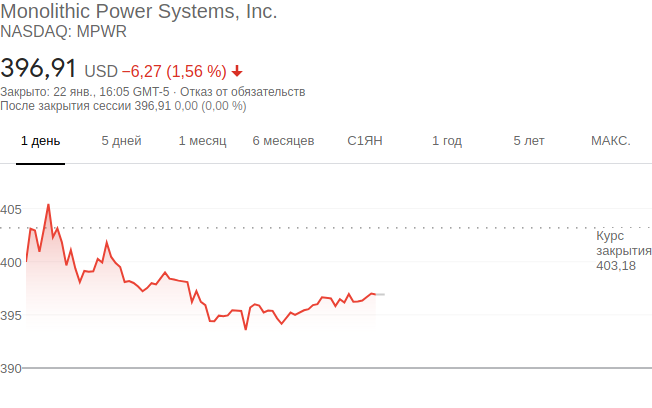 Monolithic Power Systems, Inc.
NASDAQ: MPWR
396,91 USD −6,27 (1,56 %)
Закрыто: 22 янв., 16:05 GMT-5 · Отказ от обязательств
После закрытия сессии 396,91 0,00 (0,00 %)
1 день 5 дней 1 месяц 6 месяцев С1ЯН 1 год 5 лет МАКС.
405
Курс
закрытия
403,18
400
395
390